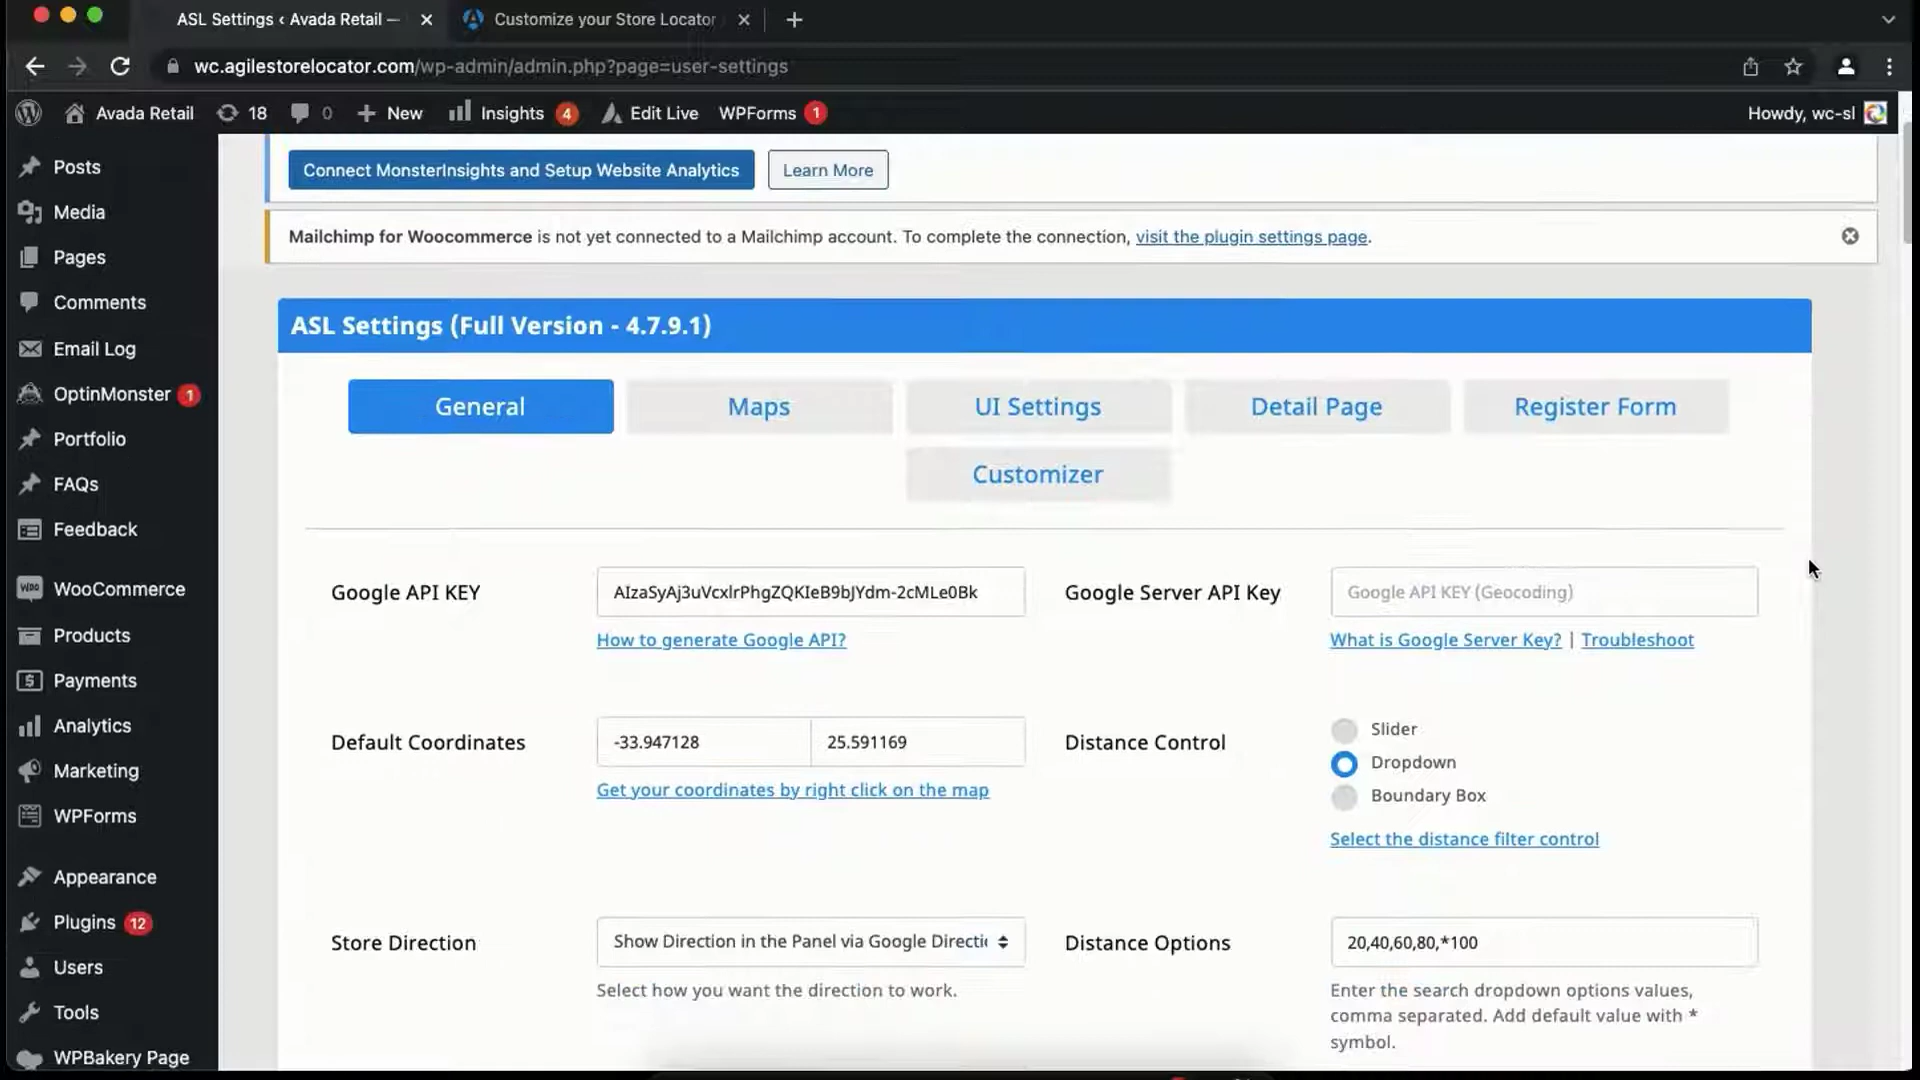 ASL Settings ‹ Avada Retail —
Customize your Store Locator
wc.agilestorelocator.com/wp-admin/admin.php?page=user-settings
Avada Retail
18
0
New
Insights 4
Edit Live
WPForms 1
Howdy, wc-sl
Posts
Media
Pages
Comments
Email Log
OptinMonster 1
Portfolio
FAQs
Feedback
WooCommerce
Products
Payments
Analytics
Marketing
WPForms
Appearance
Plugins 12
Users
Tools
WPBakery Page
Connect MonsterInsights and Setup Website Analytics
Learn More
Mailchimp for Woocommerce is not yet connected to a Mailchimp account. To complete the connection, visit the plugin settings page.
ASL Settings (Full Version - 4.7.9.1)
General
Maps
UI Settings
Detail Page
Register Form
Customizer
Google API KEY
AIzaSyAj3uVcxlrPhgZQKIeB9bJYdm-2cMLe0Bk
How to generate Google API?
Google Server API Key
Google API KEY (Geocoding)
What is Google Server Key? | Troubleshoot
Default Coordinates
-33.947128
25.591169
Get your coordinates by right click on the map
Distance Control
Slider
Dropdown
Boundary Box
Select the distance filter control
Store Direction
Show Direction in the Panel via Google Directi
Select how you want the direction to work.
Distance Options
20,40,60,80,*100
Enter the search dropdown options values,
comma separated. Add default value with *
symbol.